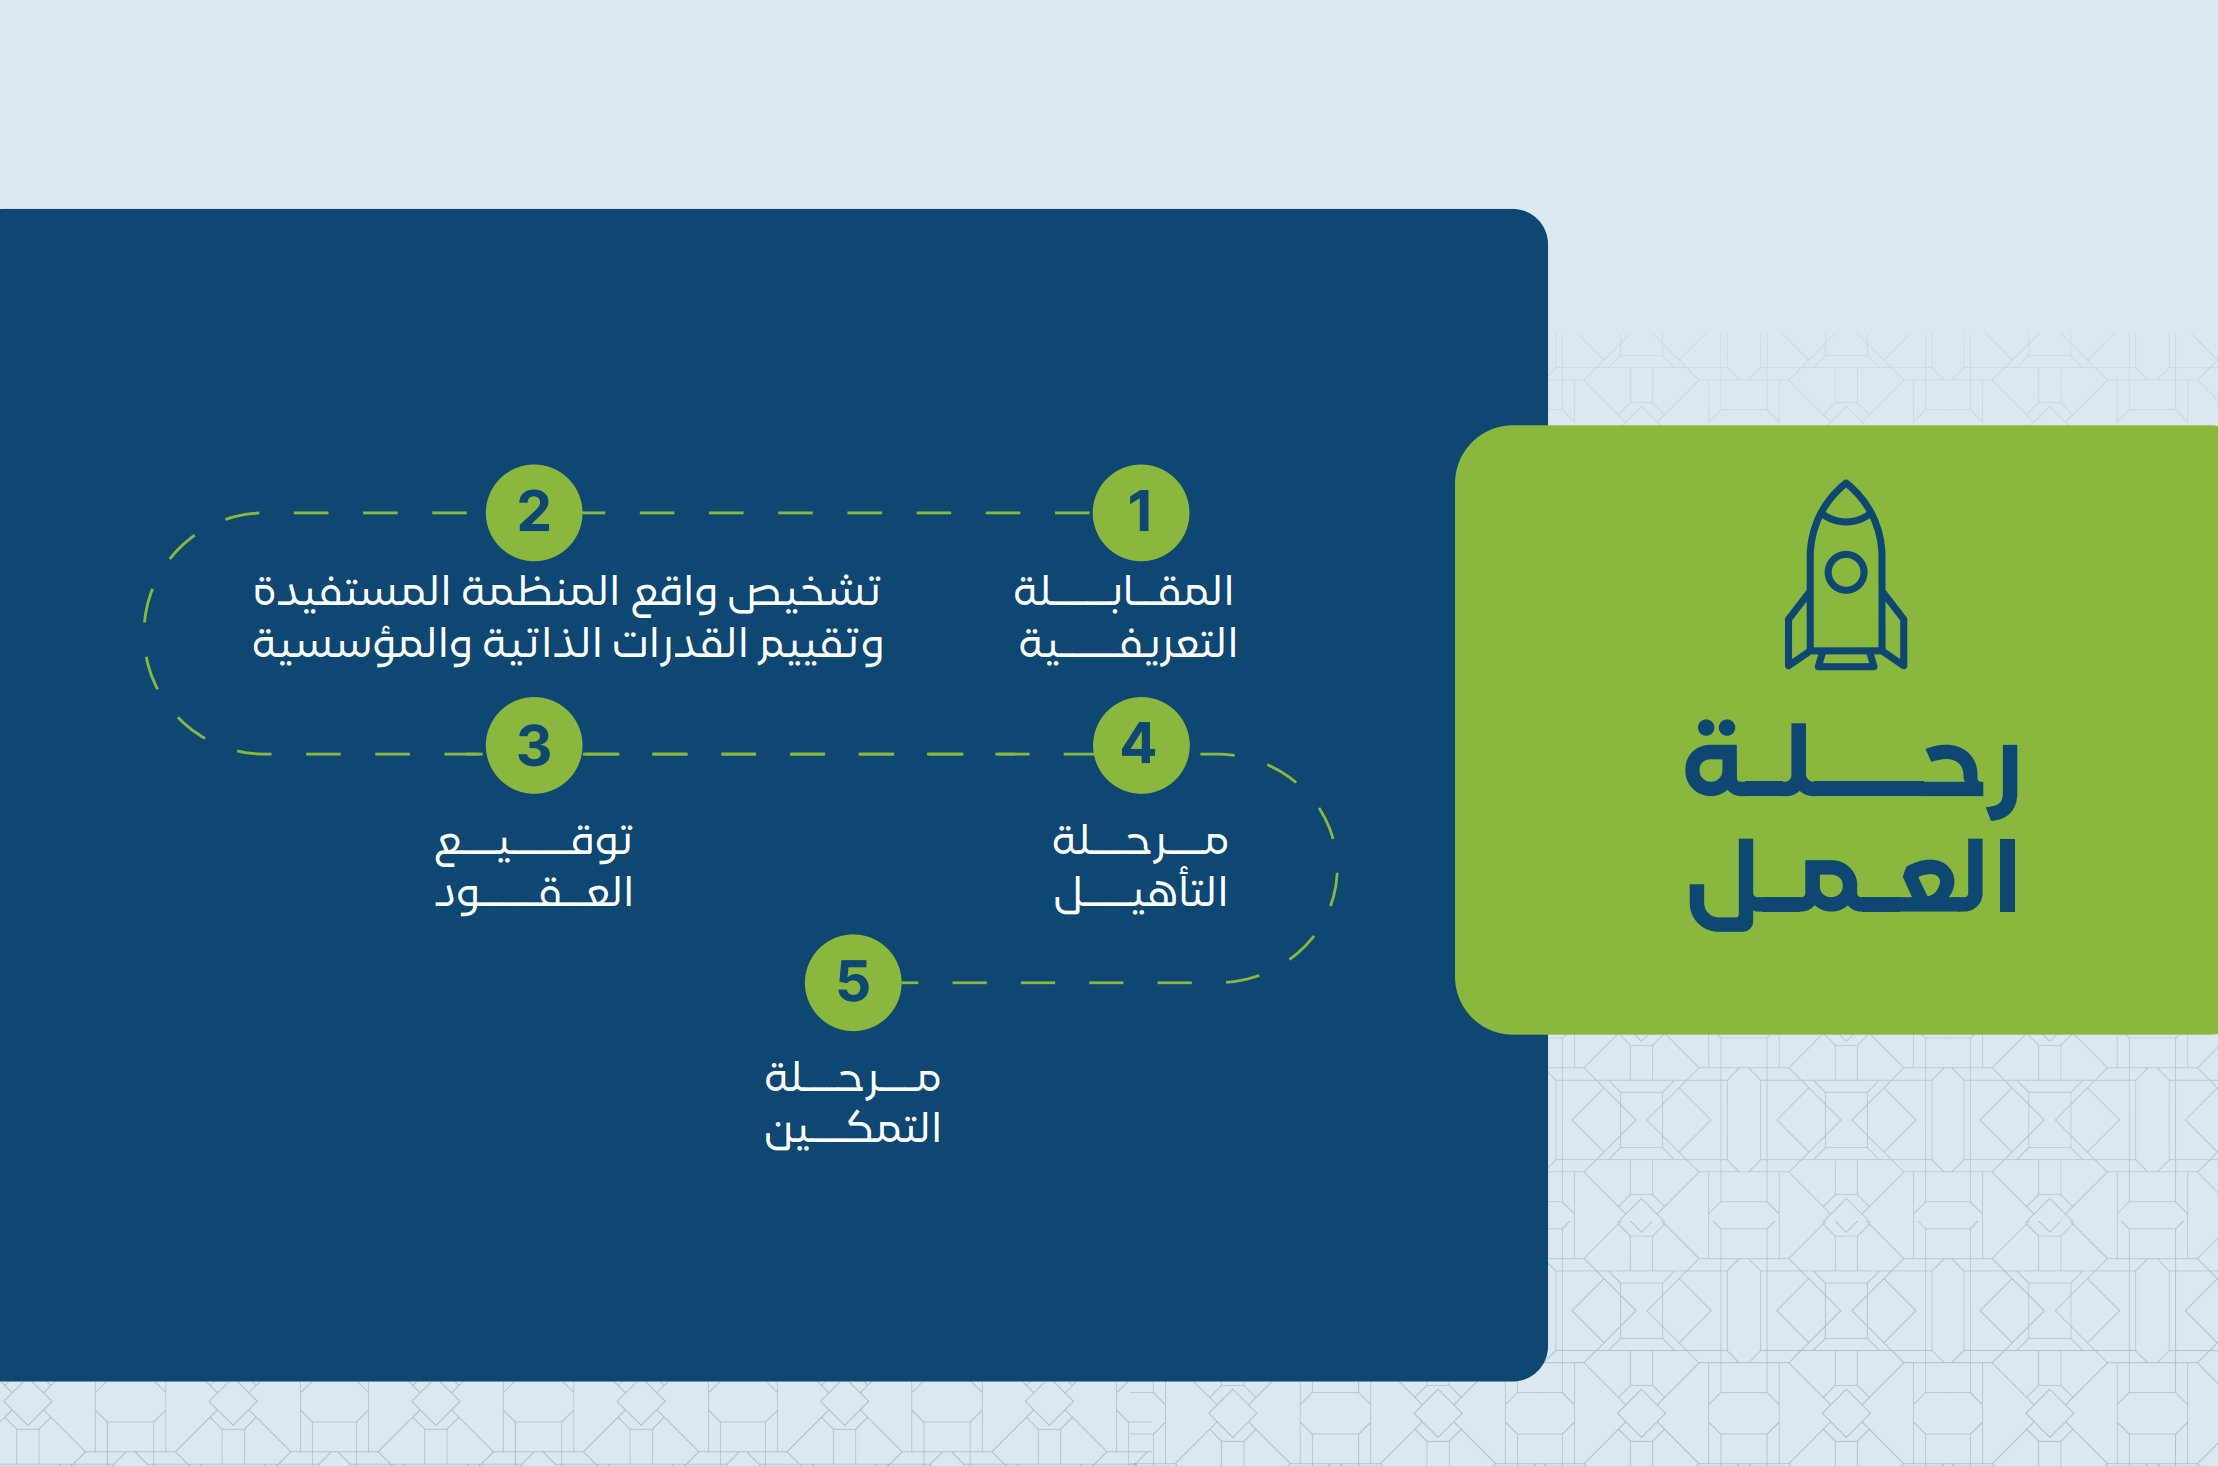 رحلة
العمل
1
المقابلة
التعريفية
2
تشخيص واقع المنظمة المستفيدة
وتقييم القدرات الذاتية والمؤسسية
3
توقيع
العقود
4
مرحلة
التأهيل
5
مرحلة
التمكين